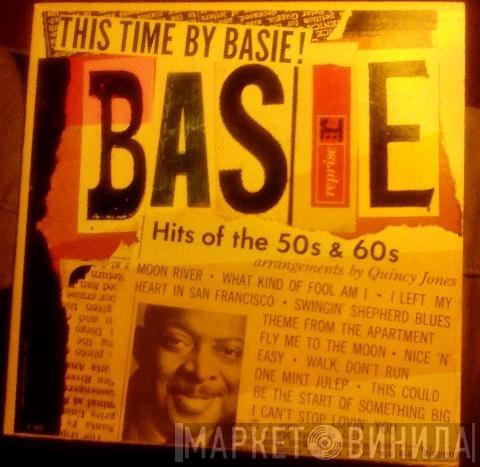 THIS TIME BY BASIE!
BASIE
reprise
Hits of the 50s & 60s
arrangements by Quincy Jones
MOON RIVER • WHAT KIND OF FOOL AM I • I LEFT MY
HEART IN SAN FRANCISCO • SWINGIN' SHEPHERD BLUES
THEME FROM THE APARTMENT
FLY ME TO THE MOON • NICE 'N'
EASY • WALK, DON'T RUN
ONE MINT JULEP • THIS COULD
BE THE START OF SOMETHING BIG
I CAN'T STOP LOVIN' YOU
МАРКЕТ ВИНИЛА